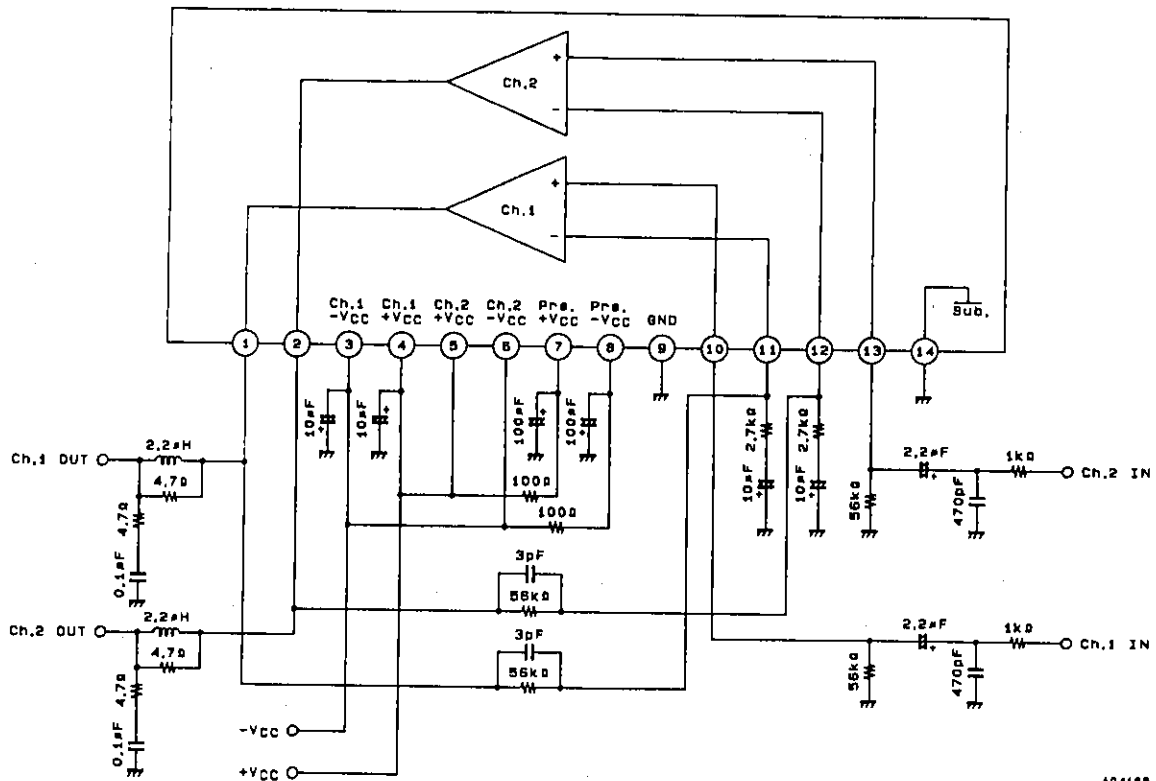 Ch.2
+
-
Ch.1
+
-
Ch.1 Ch.1 Ch.2 Ch.2 Pre. Pre. GND Sub.
-VCC +VCC +VCC -VCC +VCC -VCC
1 2 3 4 5 6 7 8 9 10 11 12 13 14
10μF 10μF 100μF 100μF 2.7kΩ 2.7kΩ
+ + + +
Ch.1 OUT 2.2μH 4.7Ω
4.7Ω
0.1μF
100Ω
100Ω
10μF 10μF
+ +
56kΩ 2.2μF + 470pF 1kΩ Ch.2 IN
3pF
56kΩ
Ch.2 OUT 2.2μH 4.7Ω
4.7Ω
0.1μF
3pF
56kΩ
56kΩ 2.2μF + 470pF 1kΩ Ch.1 IN
-VCC
+VCC